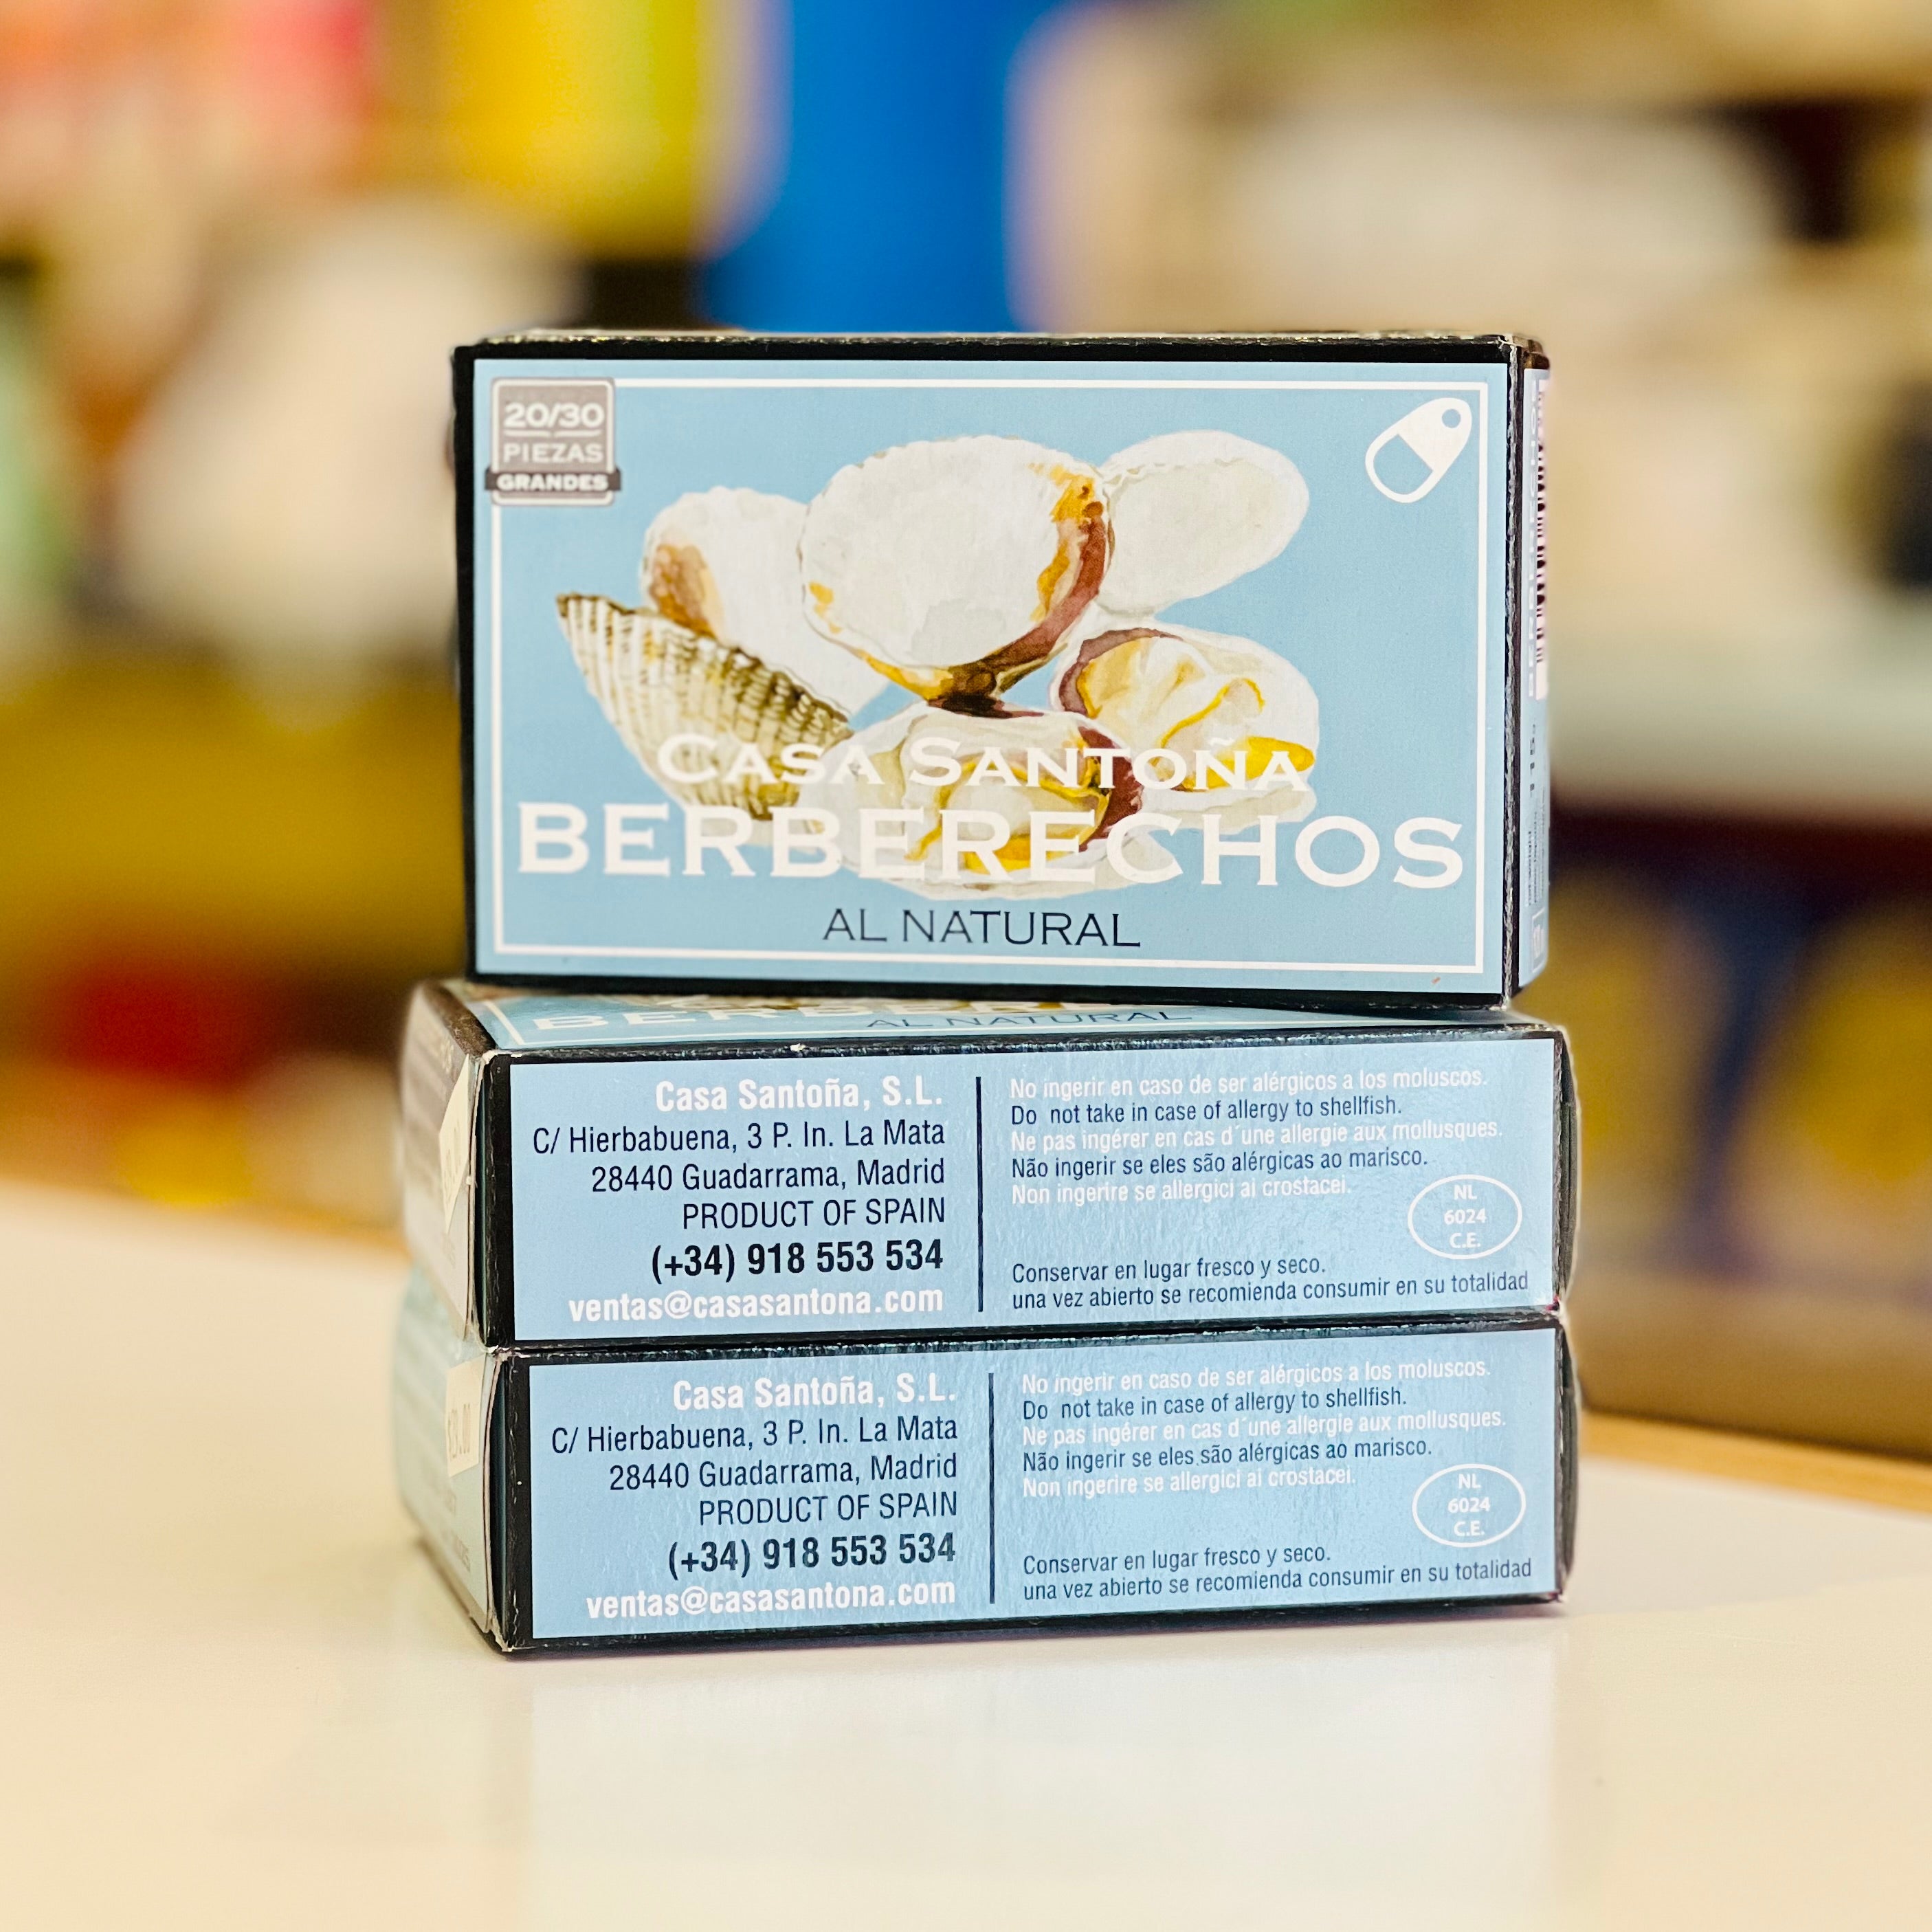 20/30
PIEZAS
GRANDES
CASA SANTOÑA
BERBERECHOS
AL NATURAL
AL NATURAL
Casa Santoña, S.L.
C/ Hierbabuena, 3 P. In. La Mata
28440 Guadarrama, Madrid
PRODUCT OF SPAIN
(+34) 918 553 534
ventas@casasantona.com
No ingerir en caso de ser alérgicos a los moluscos.
Do not take in case of allergy to shellfish.
Ne pas ingérer en cas d´une allergie aux mollusques.
Não ingerir se eles são alérgicas ao marisco.
Non ingerire se allergici ai crostacei.
NL
6024
C.E.
Conservar en lugar fresco y seco.
una vez abierto se recomienda consumir en su totalidad
Casa Santoña, S.L.
C/ Hierbabuena, 3 P. In. La Mata
28440 Guadarrama, Madrid
PRODUCT OF SPAIN
(+34) 918 553 534
ventas@casasantona.com
No ingerir en caso de ser alérgicos a los moluscos.
Do not take in case of allergy to shellfish.
Ne pas ingérer en cas d´une allergie aux mollusques.
Não ingerir se eles são alérgicas ao marisco.
Non ingerire se allergici ai crostacei.
NL
6024
C.E.
Conservar en lugar fresco y seco.
una vez abierto se recomienda consumir en su totalidad